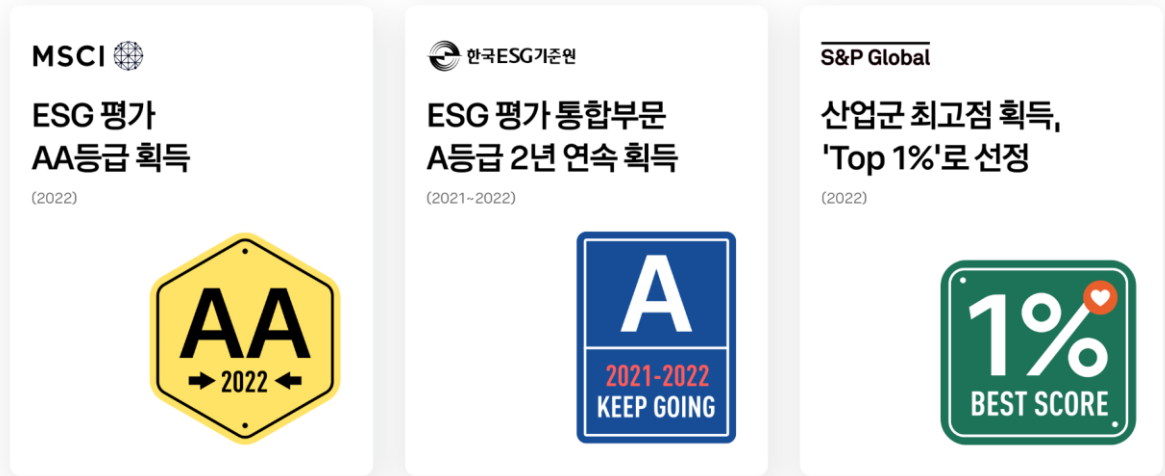 MSCI
ESG 평가
AA등급 획득
(2022)
AA
2022
한국ESG기준원
ESG 평가 통합부문
A등급 2년 연속 획득
(2021~2022)
A
2021-2022
KEEP GOING
S&P Global
산업군 최고점 획득,
'Top 1%'로 선정
(2022)
1%
BEST SCORE